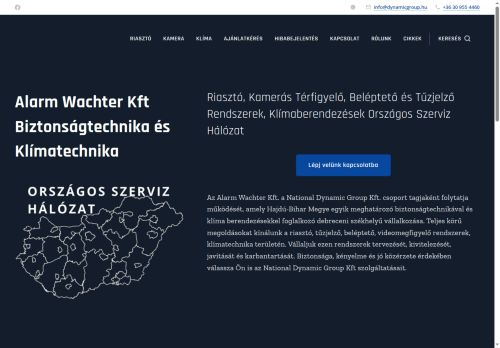 info@dynamicgroup.hu +36 30 955 4460
RIASZTÓ KAMERA KLÍMA AJÁNLATKÉRÉS HIBABEJELENTÉS KAPCSOLAT RÓLUNK CIKKEK KERESÉS
Alarm Wachter Kft
Biztonságtechnika és
Klímatechnika
ORSZÁGOS SZERVIZ
HÁLÓZAT
Riasztó, Kamerás Térfigyelő, Beléptető és Tűzjelző
Rendszerek, Klímaberendezések Országos Szerviz
Hálózat
Lépj velünk kapcsolatba
Az Alarm Wachter Kft. a National Dynamic Group Kft. csoport tagjaként folytatja
működését, amely Hajdú-Bihar Megye egyik meghatározó biztonságtechnikával és
klíma berendezésekkel foglalkozó debreceni székhelyű vállalkozása. Teljes körű
megoldásokat kínálunk a riasztó, tűzjelző, beléptető, videomegfigyelő rendszerek,
klímatechnika területén. Vállaljuk ezen rendszerek tervezését, kivitelezését,
javítását és karbantartását. Biztonsága, kényelme és jó közérzete érdekében
válassza Ön is az National Dynamic Group Kft szolgáltatásait.